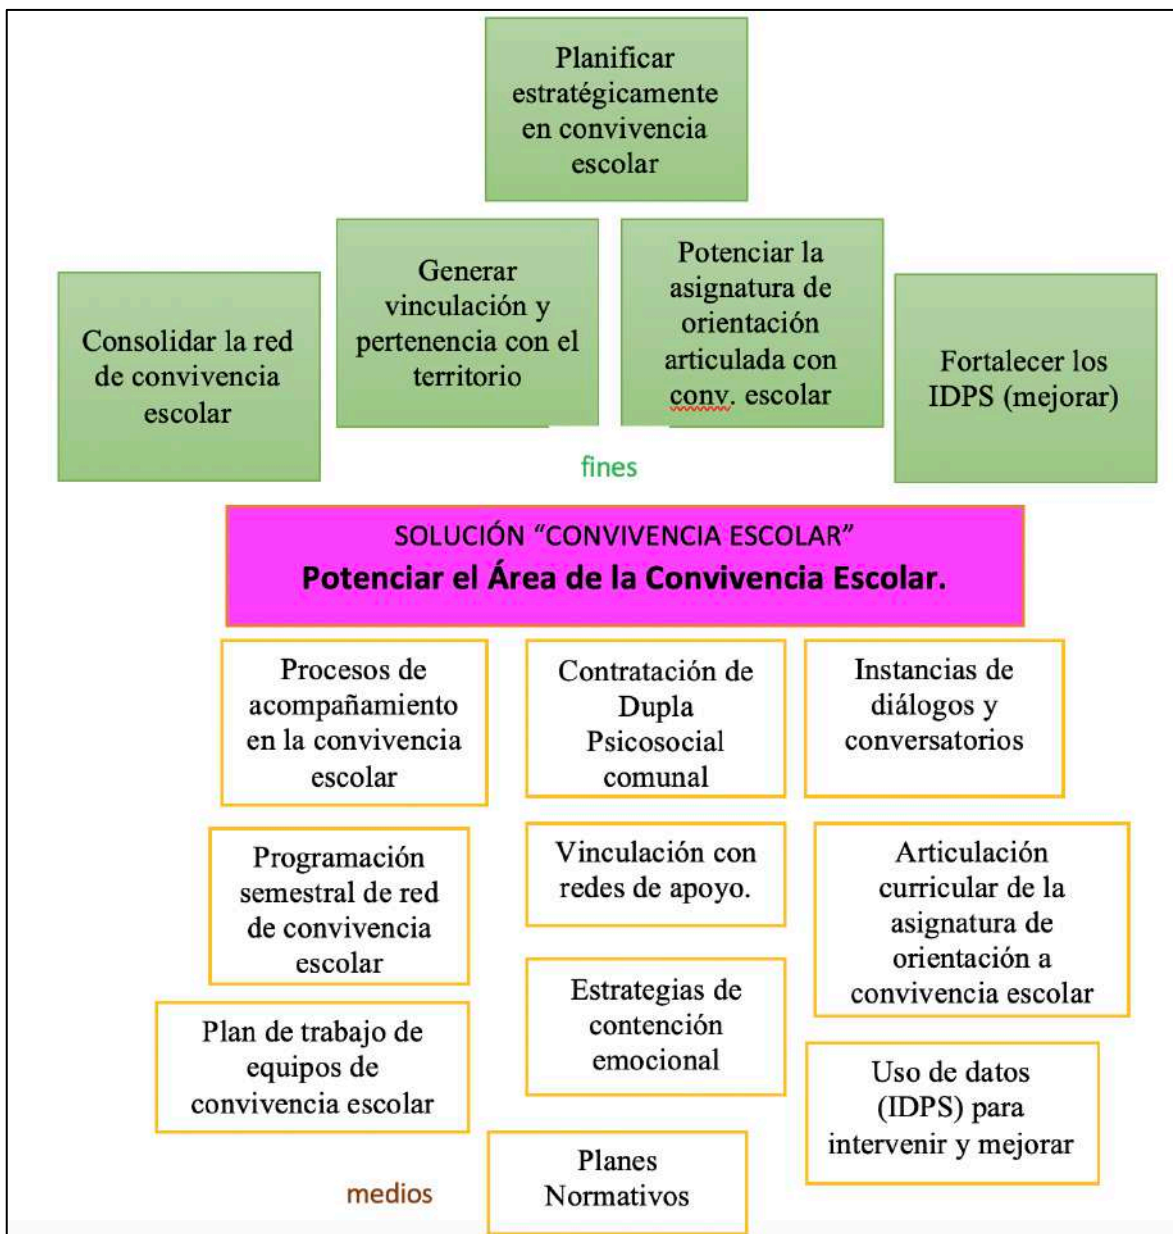 Planificar
estratégicamente
en convivencia
escolar
Consolidar la red
de convivencia
escolar
Generar
vinculación y
pertenencia con el
territorio
Potenciar la
asignatura de
orientación
articulada con
conv. escolar
Fortalecer los
IDPS (mejorar)
fines
SOLUCIÓN “CONVIVENCIA ESCOLAR”
Potenciar el Área de la Convivencia Escolar.
Procesos de
acompañamiento
en la convivencia
escolar
Contratación de
Dupla
Psicosocial
comunal
Instancias de
diálogos y
conversatorios
Programación
semestral de red
de convivencia
escolar
Vinculación con
redes de apoyo.
Articulación
curricular de la
asignatura de
orientación a
convivencia escolar
Plan de trabajo de
equipos de
convivencia escolar
Estrategias de
contención
emocional
Uso de datos
(IDPS) para
intervenir y mejorar
medios
Planes
Normativos